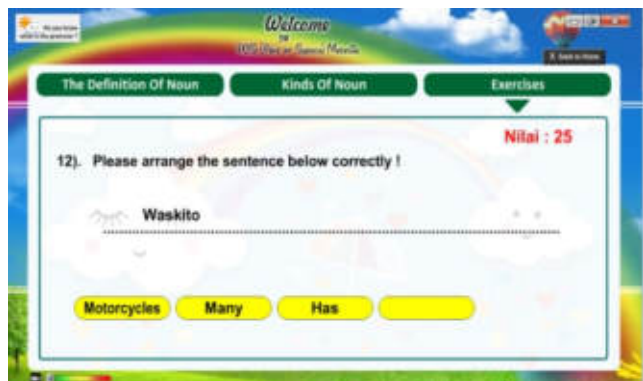 Welcome
The Definition Of Noun
Kinds Of Noun
Exercises
Nilai : 25
12). Please arrange the sentence below correctly !
Waskito
Motorcycles
Many
Has